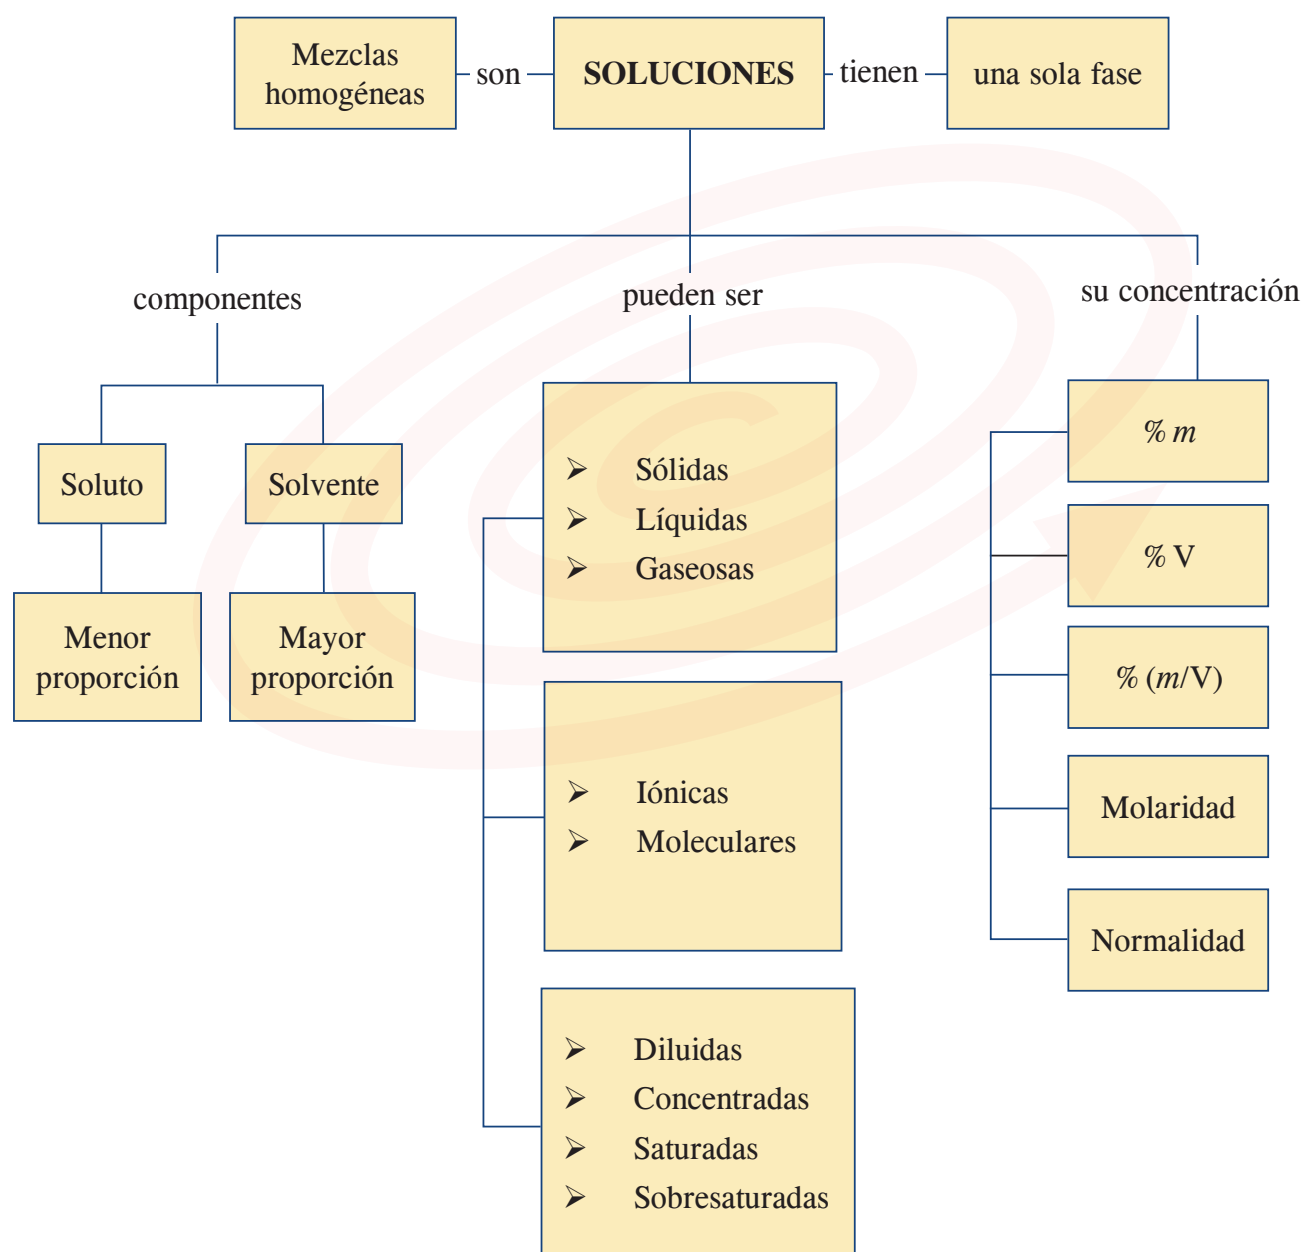 Mezclas
homogéneas
son
SOLUCIONES
tienen
una sola fase
componentes
Soluto
Solvente
Menor
proporción
Mayor
proporción
pueden ser
➢ Sólidas
➢ Líquidas
➢ Gaseosas
➢ Iónicas
➢ Moleculares
➢ Diluidas
➢ Concentradas
➢ Saturadas
➢ Sobresaturadas
su concentración
% m
% V
% (m/V)
Molaridad
Normalidad